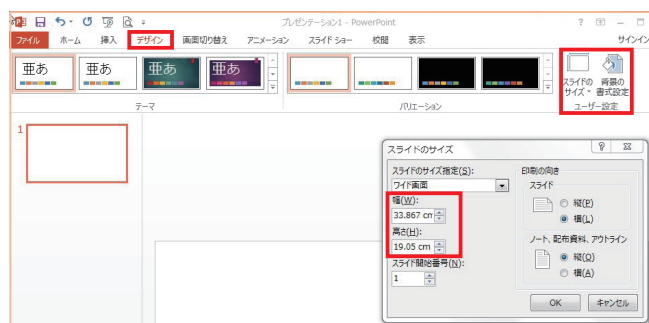 プレゼンテーション1 - PowerPoint
ファイル ホーム 挿入 デザイン 画面切り替え アニメーション スライド ショー 校閲 表示 サインイン
亜あ 亜あ 亜あ 亜あ
スライドの サイズ 背景の 書式設定
テーマ バリエーション ユーザー設定
1
スライドのサイズ
スライドのサイズ指定(S): 印刷の向き
ワイド画面 スライド
幅(W): 縦(P)
33.867 cm 横(L)
高さ(H): ノート、配布資料、アウトライン
19.05 cm 縦(O)
スライド開始番号(N): 横(A)
1
OK キャンセル